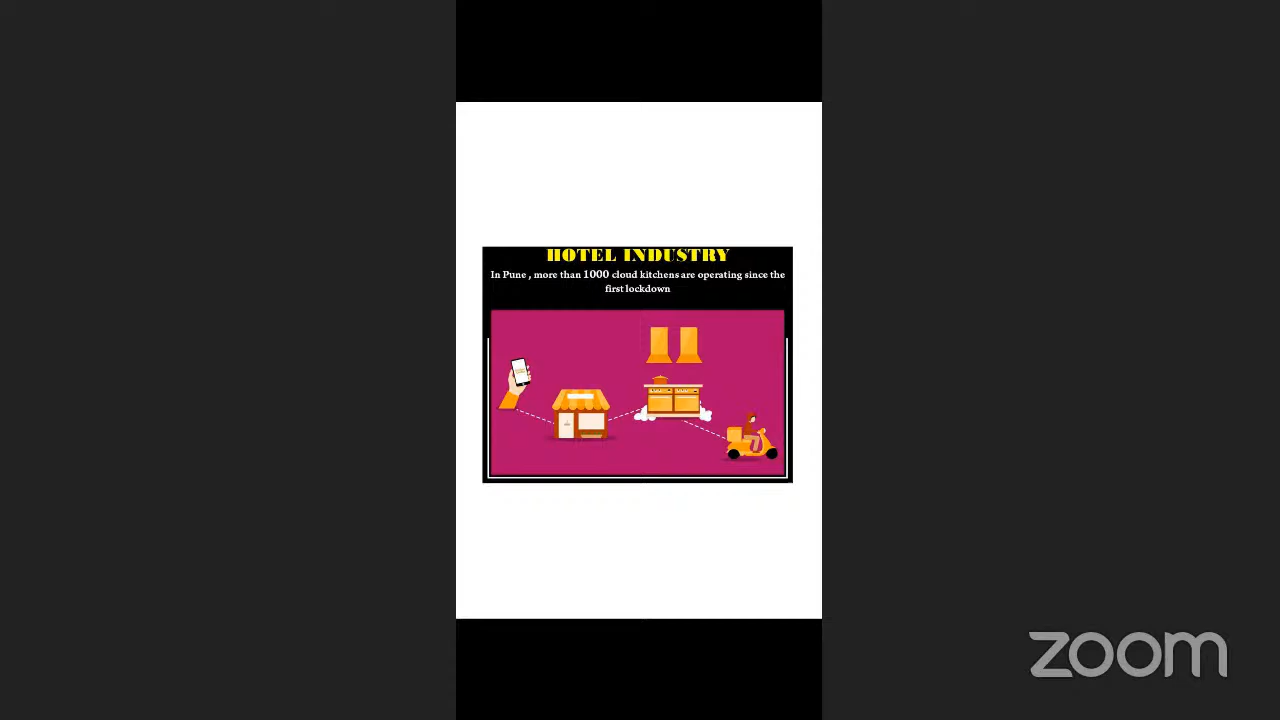 HOTEL INDUSTRY
In Pune , more than 1000 cloud kitchens are operating since the
first lockdown
zoom